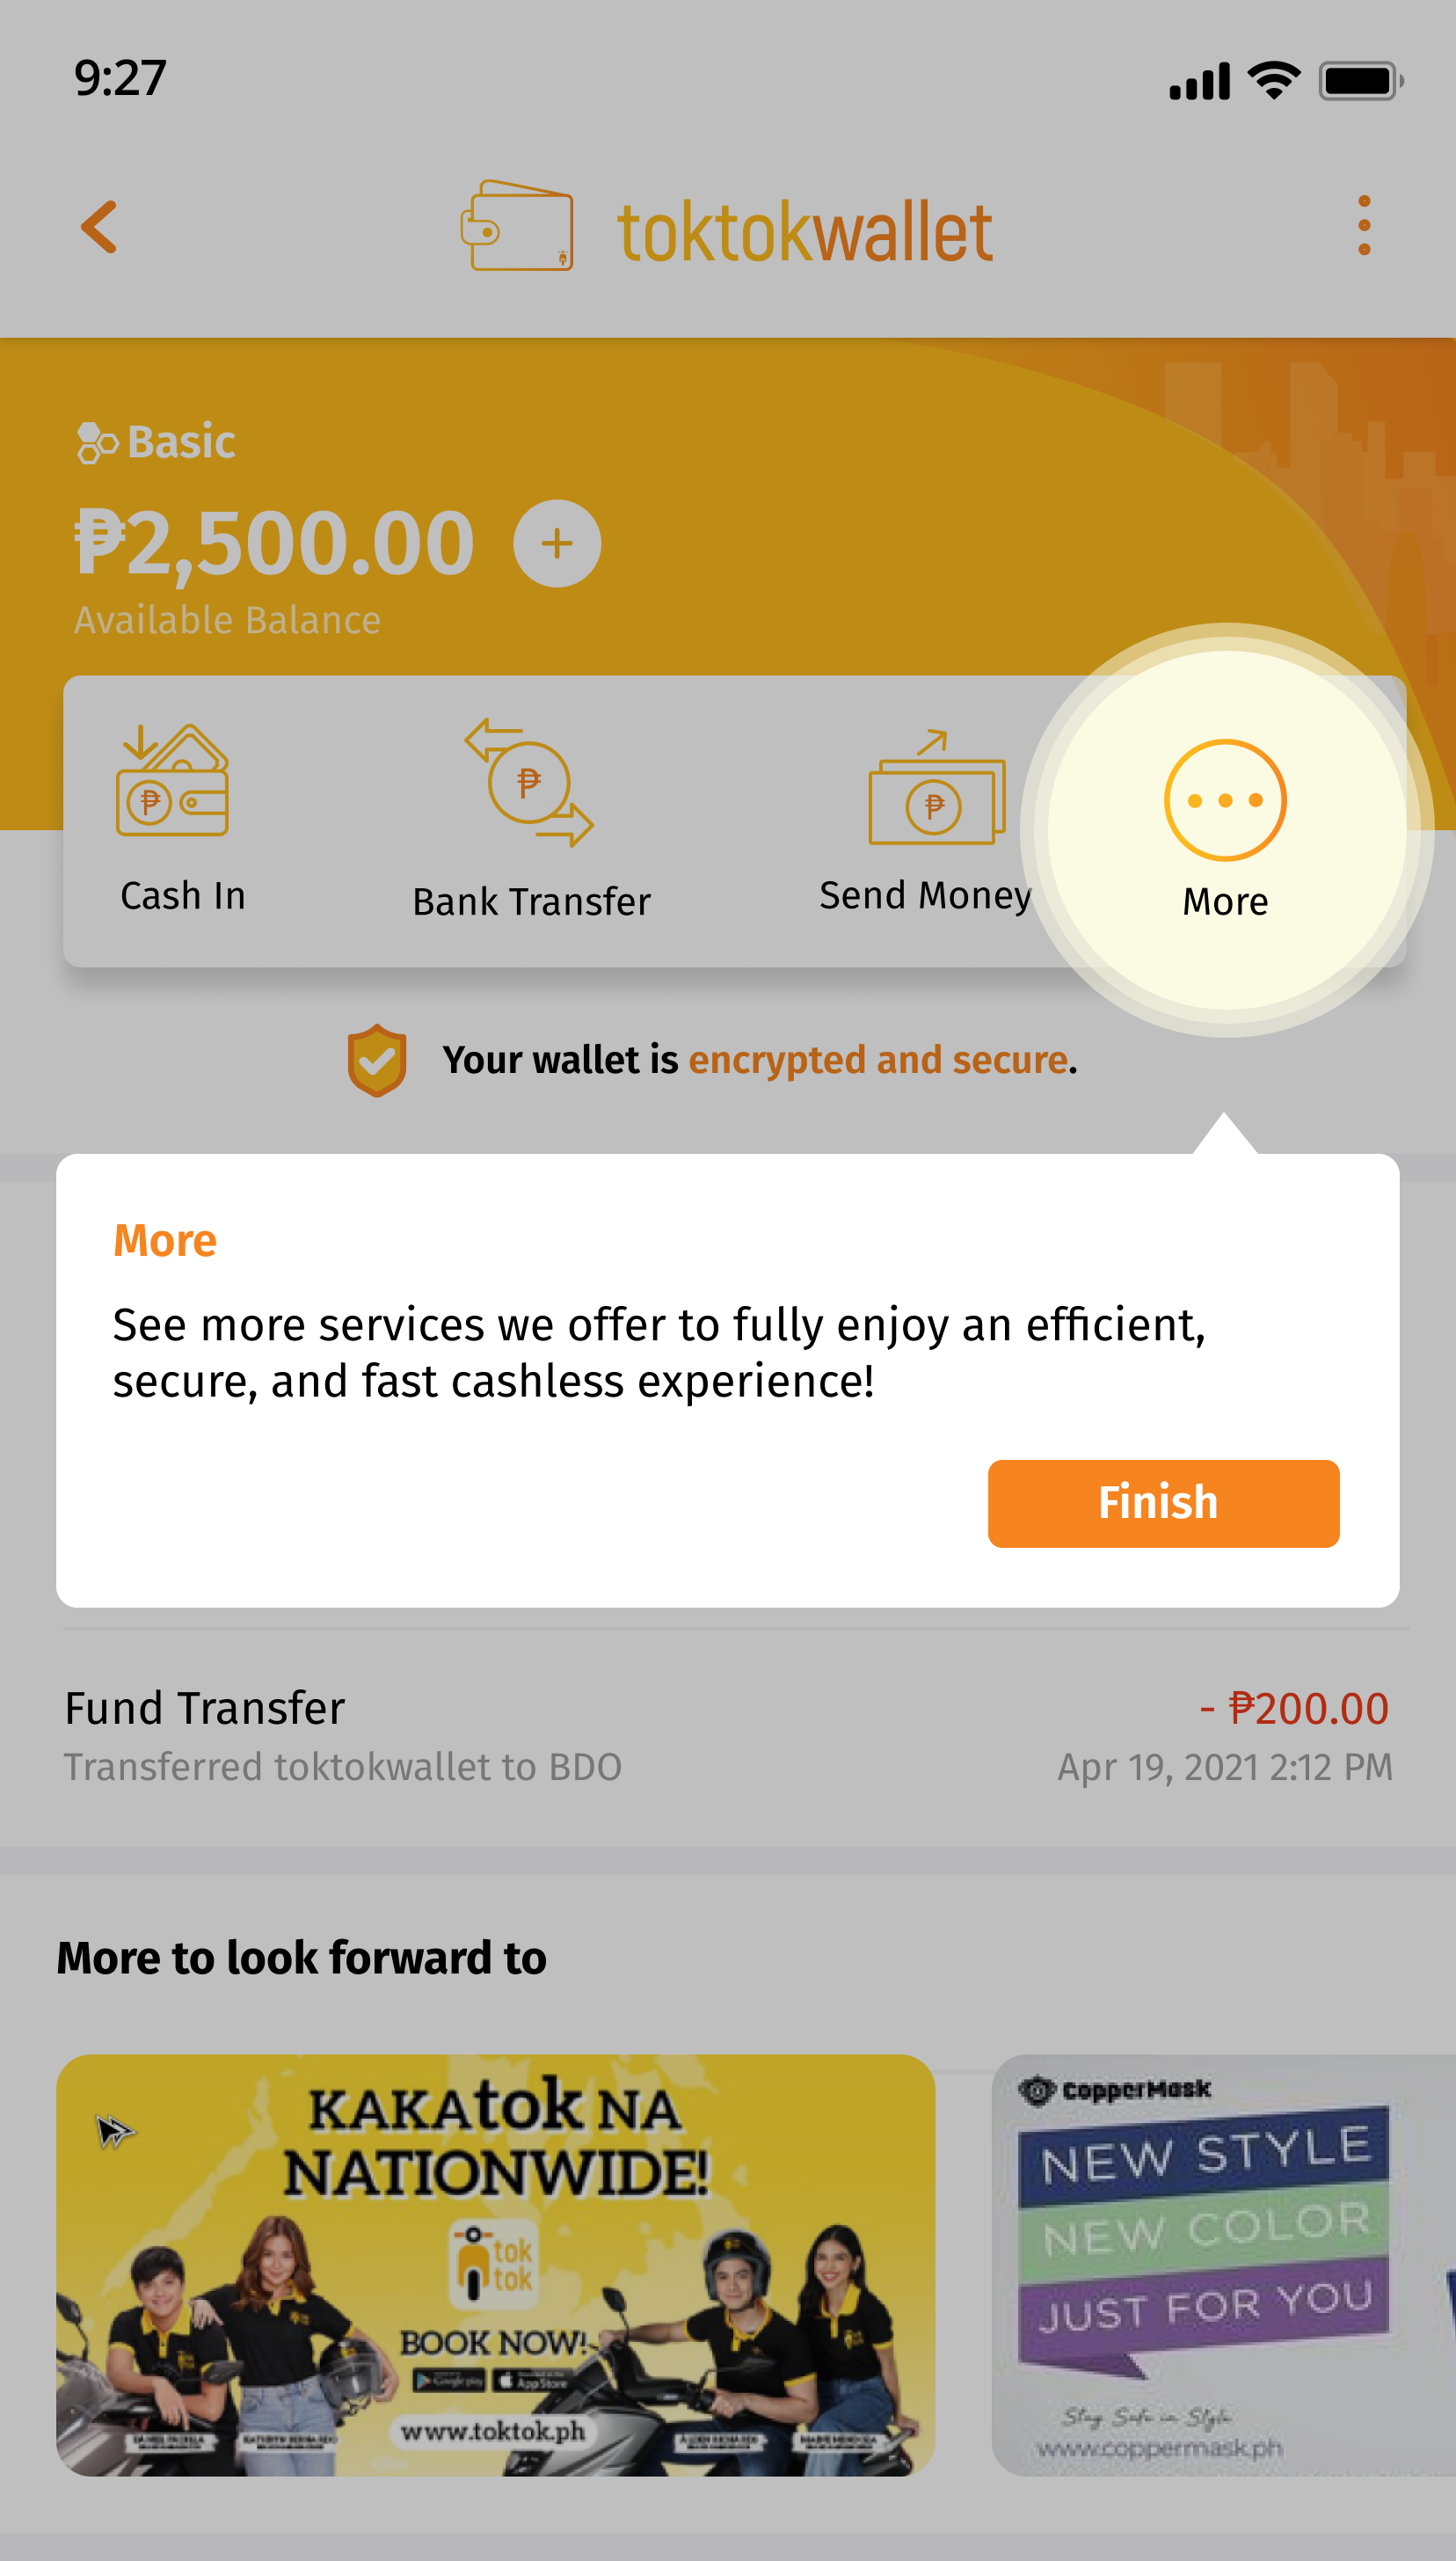 9:27
toktokwallet
Basic
₱2,500.00
Available Balance
Cash In
Bank Transfer
Send Money
More
Your wallet is encrypted and secure.
More
See more services we offer to fully enjoy an efficient,
secure, and fast cashless experience!
Finish
Fund Transfer
- ₱200.00
Transferred toktokwallet to BDO
Apr 19, 2021 2:12 PM
More to look forward to
KAKAtok NA
NATIONWIDE!
tok
tok
BOOK NOW!
Google play
App Store
www.toktok.ph
CopperMask
NEW STYLE
NEW COLOR
JUST FOR YOU
Stay Safe in Style
www.coppermask.ph